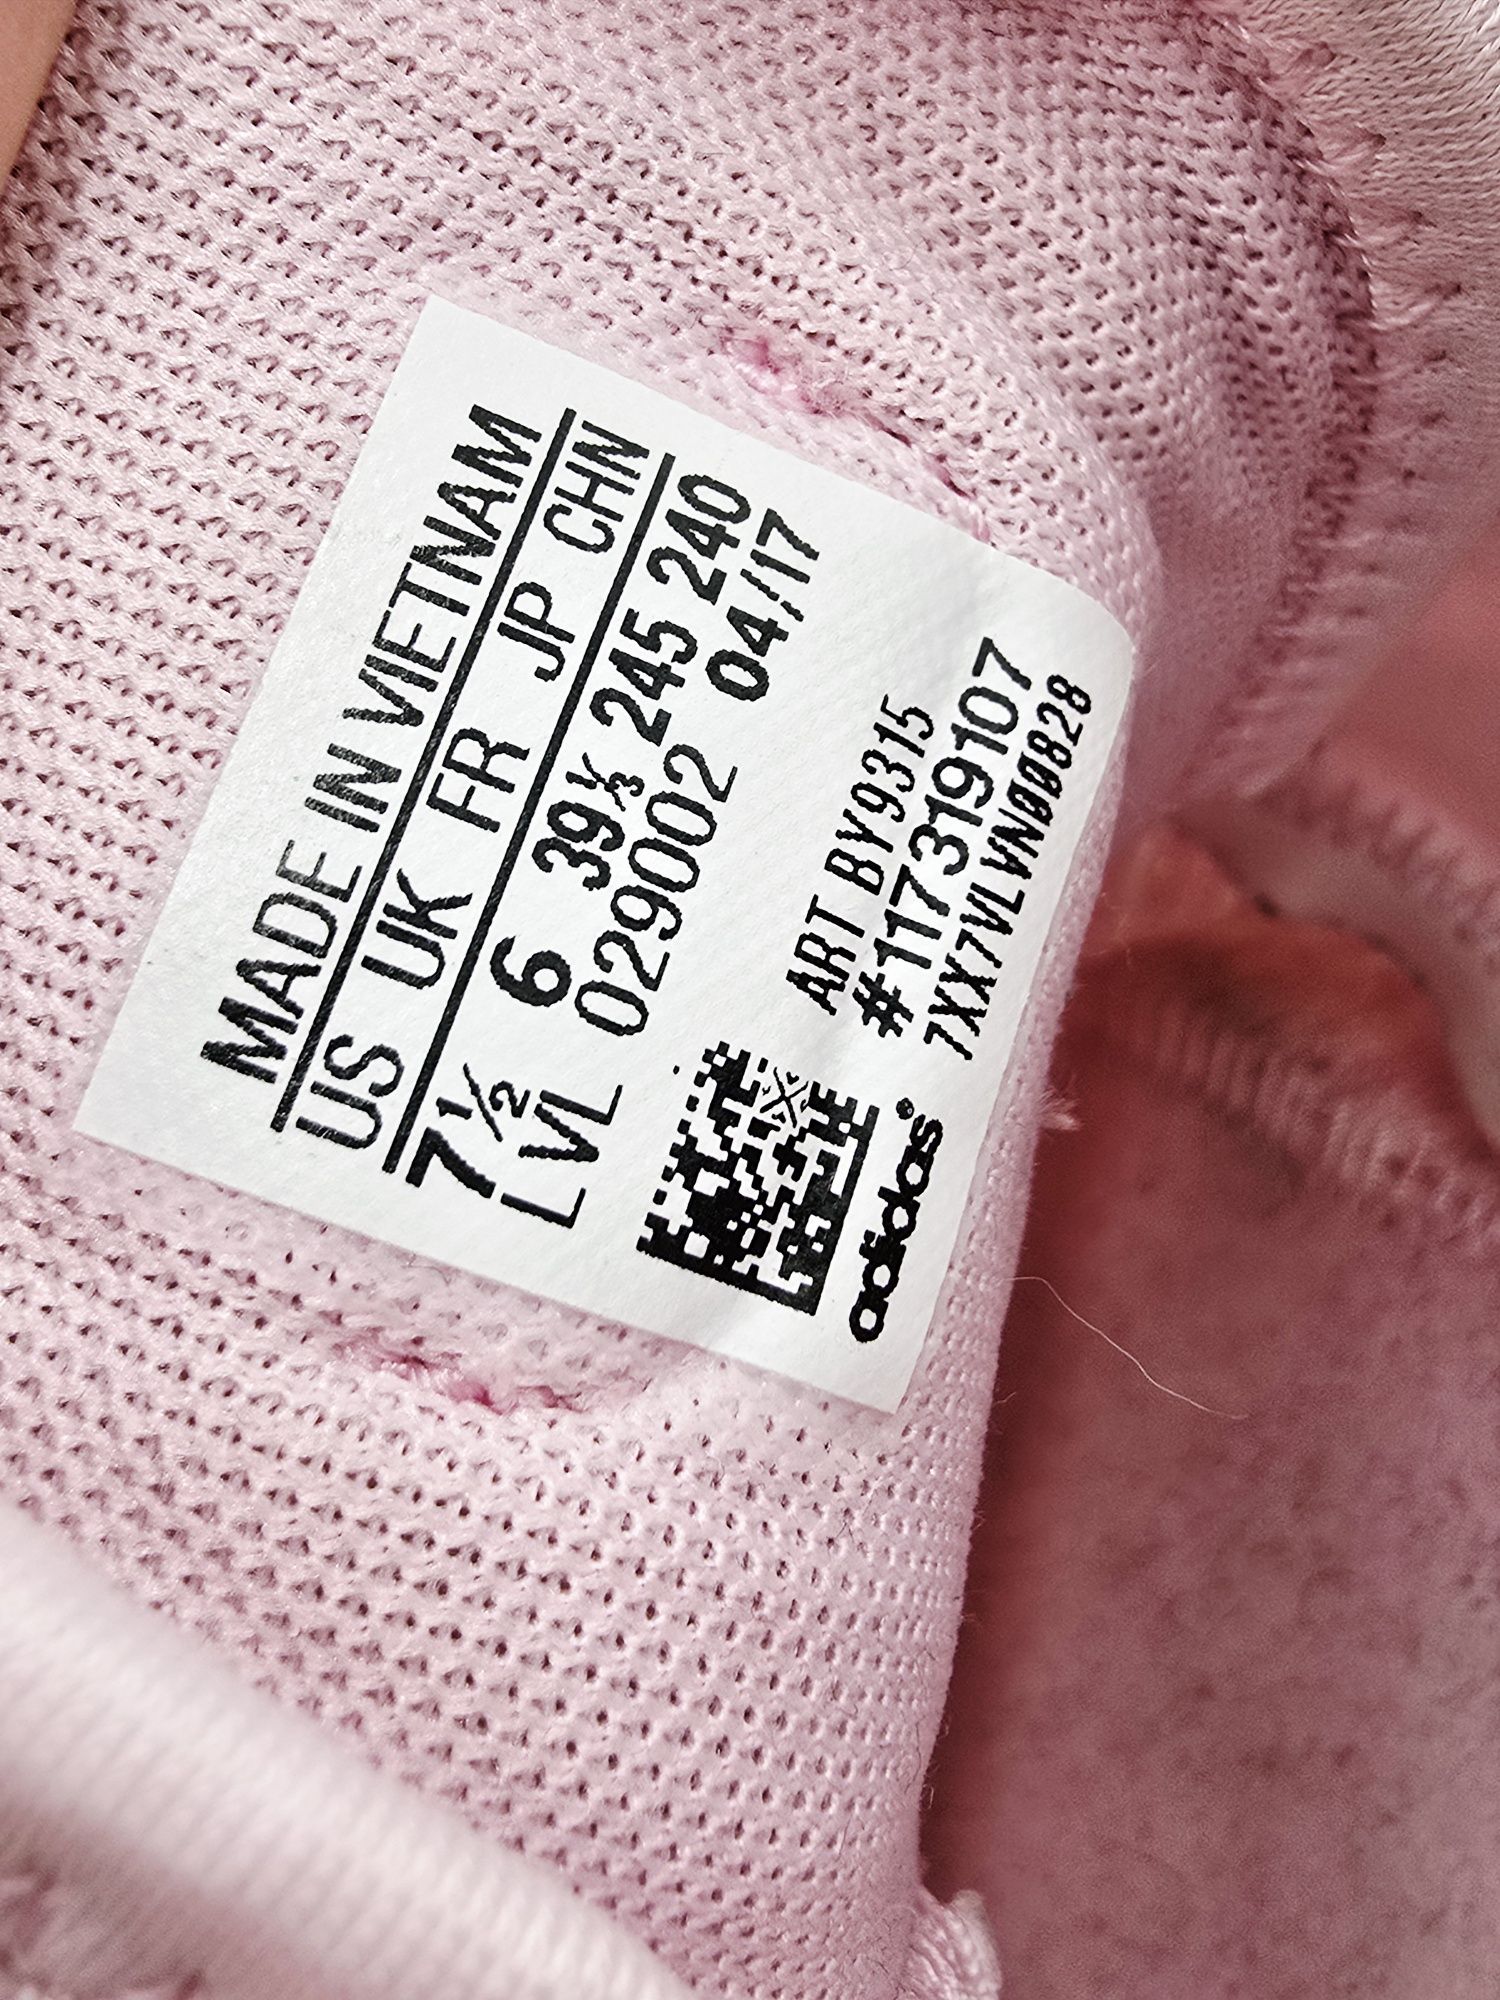 MADE IN VIETNAM
US UK FR JP CHN
7½ 6 39⅓ 245 240
LVL 029002 04/17
ART BY9315
#117319107
7XX7VLVN00828
adidas®